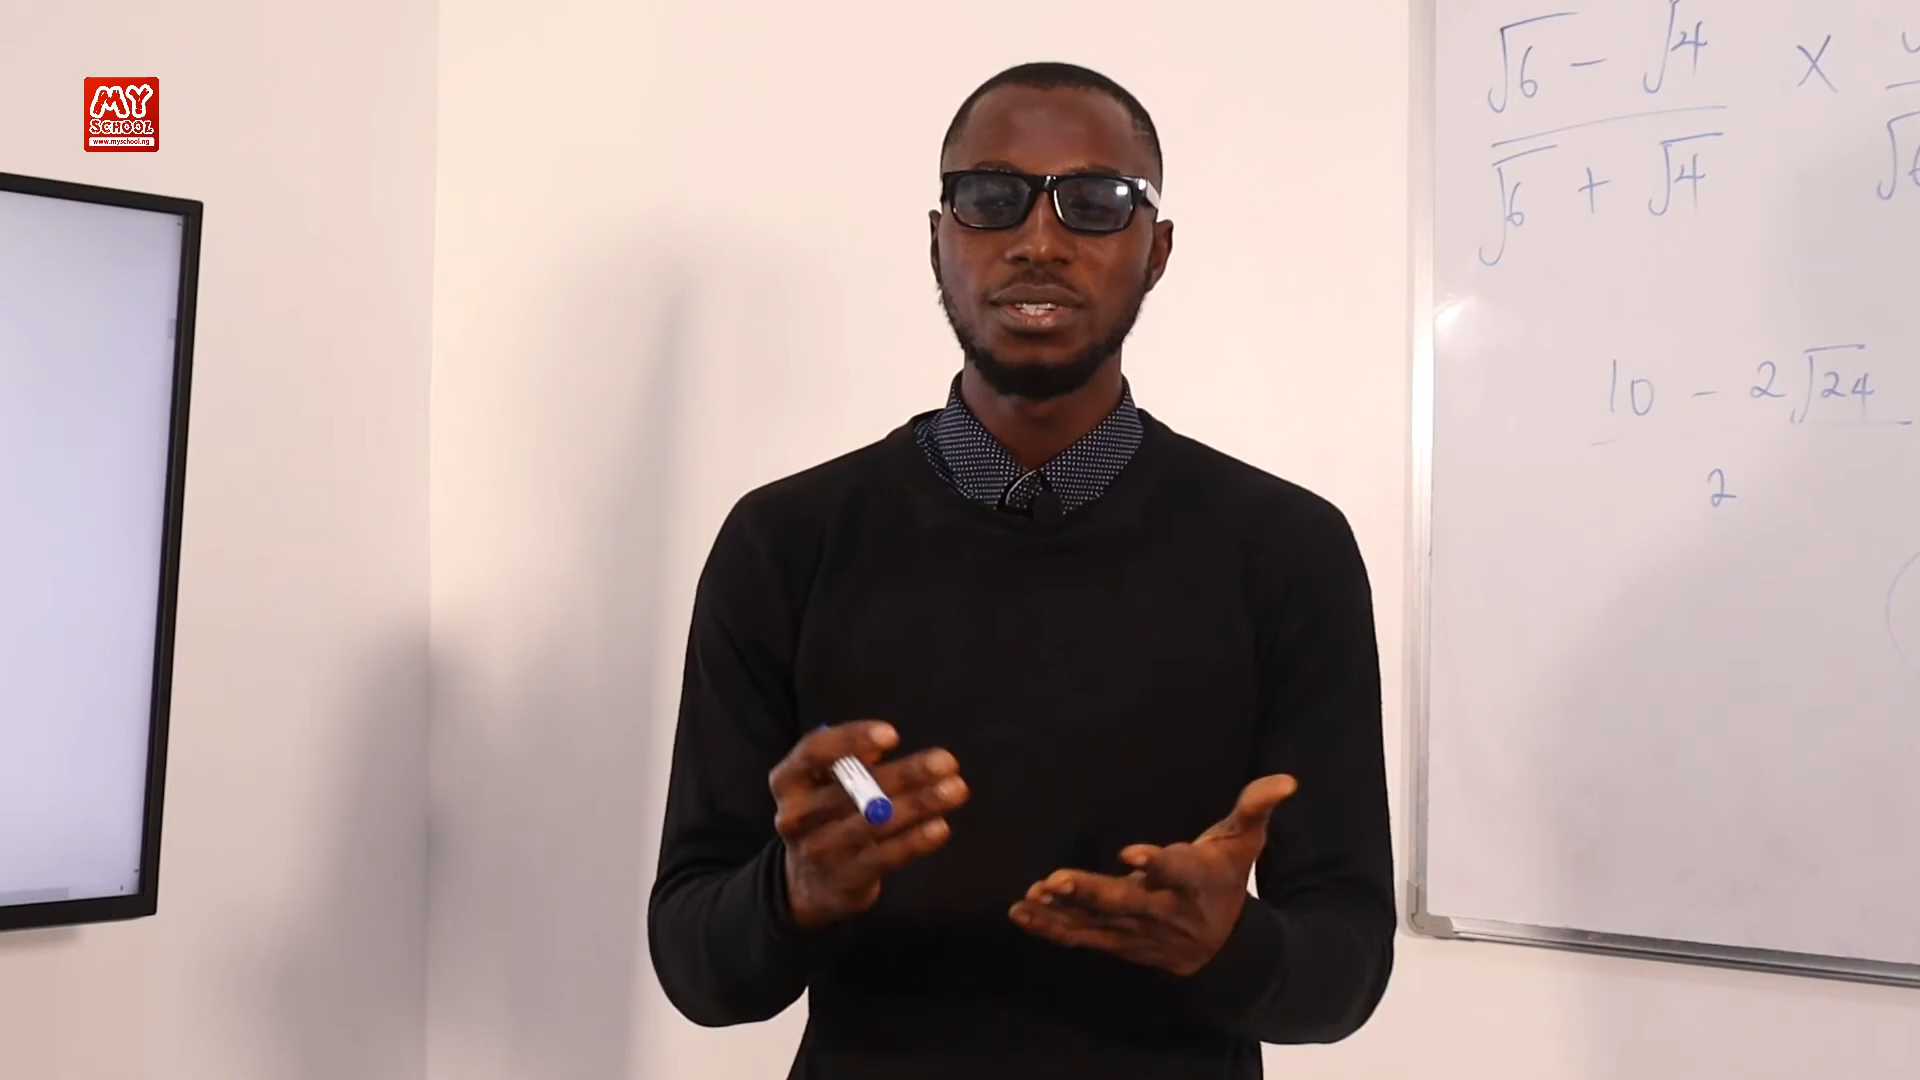 MY
SCHOOL
www.myschool.ng
√6 - √4 ×
√6 + √4
10 - 2√24
2